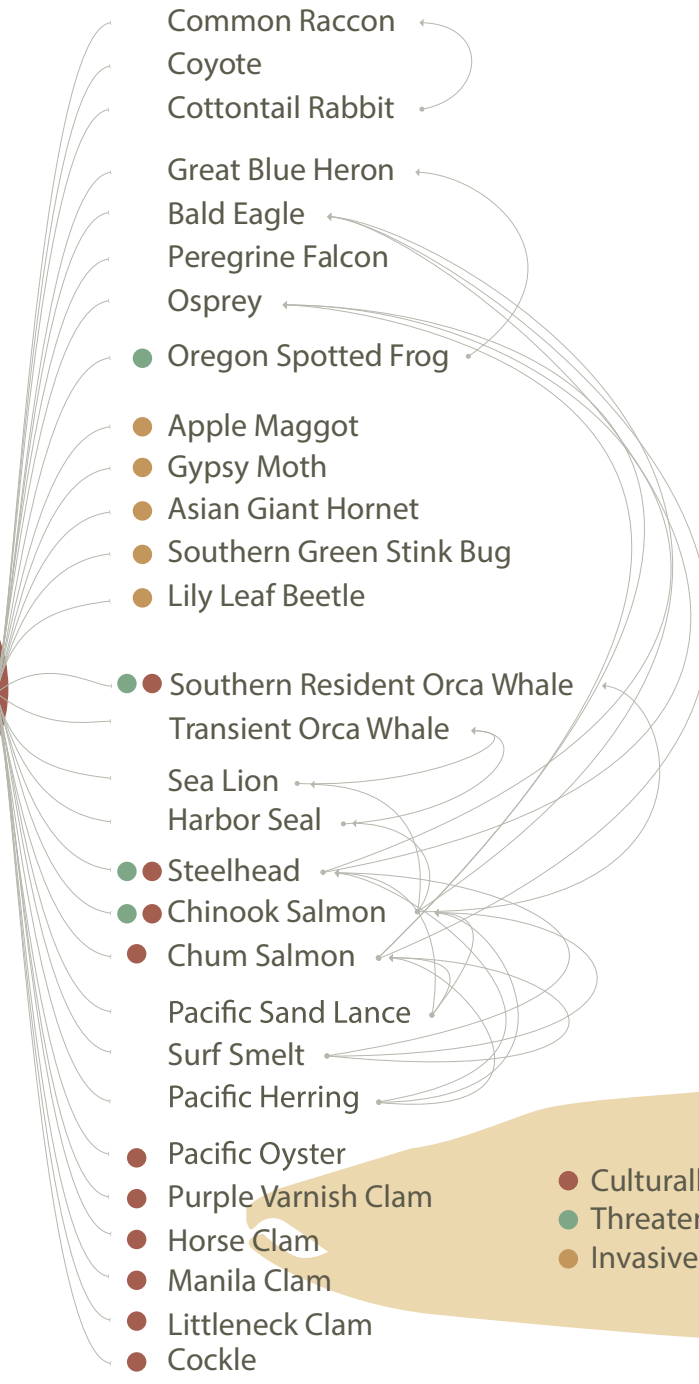 Common Raccon
Coyote
Cottontail Rabbit
Great Blue Heron
Bald Eagle
Peregrine Falcon
Osprey
Oregon Spotted Frog
Apple Maggot
Gypsy Moth
Asian Giant Hornet
Southern Green Stink Bug
Lily Leaf Beetle
Southern Resident Orca Whale
Transient Orca Whale
Sea Lion
Harbor Seal
Steelhead
Chinook Salmon
Chum Salmon
Pacific Sand Lance
Surf Smelt
Pacific Herring
Pacific Oyster
Purple Varnish Clam
Horse Clam
Manila Clam
Littleneck Clam
Cockle
Invasive